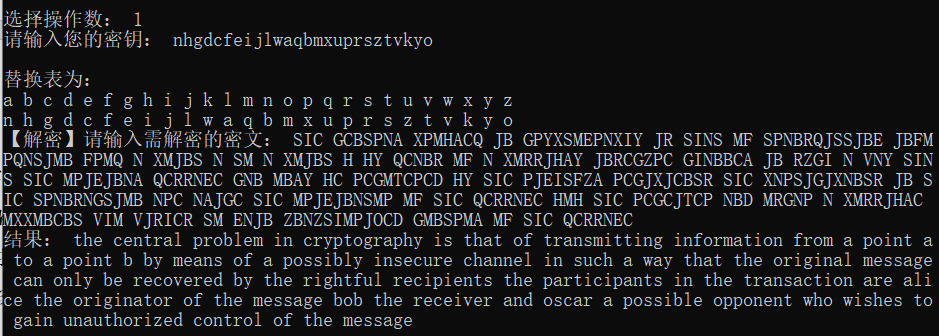 选择操作数： 1
请输入您的密钥： nhgdcfeijlwaqbmxuprsztvkyo
替换表为：
a b c d e f g h i j k l m n o p q r s t u v w x y z
n h g d c f e i j l w a q b m x u p r s z t v k y o
【解密】请输入需解密的密文： SIC GCBSPNA XPMHACQ JB GPYXSMEPNXIY JR SINS MF SPNBRQJSSJBE JBFM
PQNSJMB FPMQ N XMJBS N SM N XMJBS H HY QCNBR MF N XMRRJHAY JBRCGZPC GINBBCA JB RZGI N VNY SIN
S SIC MPJEJBNA QCRRNEC GNB MBAY HC PCGMTCPCD HY SIC PJEISFZA PCGJXJCBSR SIC XNPSJGJXNBSR JB S
IC SPNBRNGSJMB NPC NAJGC SIC MPJEJBNSMP MF SIC QCRRNEC HMH SIC PCGCJTCP NBD MRGNP N XMRRJHAC
MXXMBCBS VIM VJRICR SM ENJB ZBNZSIMPJOCD GMBSPMA MF SIC QCRRNEC
结果： the central problem in cryptography is that of transmitting information from a point a
to a point b by means of a possibly insecure channel in such a way that the original message
can only be recovered by the rightful recipients the participants in the transaction are ali
ce the originator of the message bob the receiver and oscar a possible opponent who wishes to
gain unauthorized control of the message